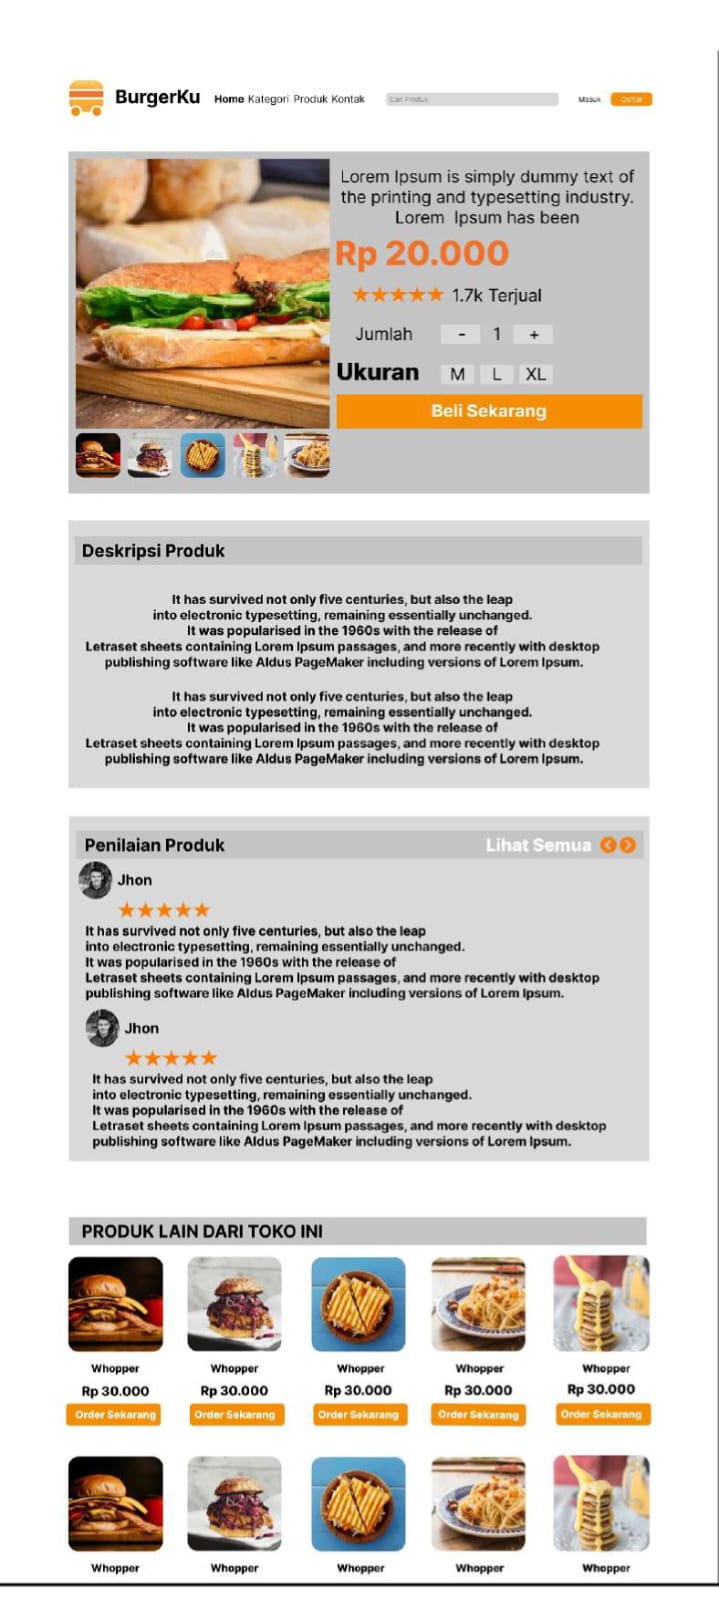 BurgerKu Home Kategori Produk Kontak Cari Produk Masuk Daftar
Lorem Ipsum is simply dummy text of
the printing and typesetting industry.
Lorem Ipsum has been
Rp 20.000
1.7k Terjual
Jumlah - 1 +
Ukuran M L XL
Beli Sekarang
Deskripsi Produk
It has survived not only five centuries, but also the leap
into electronic typesetting, remaining essentially unchanged.
It was popularised in the 1960s with the release of
Letraset sheets containing Lorem Ipsum passages, and more recently with desktop
publishing software like Aldus PageMaker including versions of Lorem Ipsum.
It has survived not only five centuries, but also the leap
into electronic typesetting, remaining essentially unchanged.
It was popularised in the 1960s with the release of
Letraset sheets containing Lorem Ipsum passages, and more recently with desktop
publishing software like Aldus PageMaker including versions of Lorem Ipsum.
Penilaian Produk Lihat Semua
Jhon
It has survived not only five centuries, but also the leap
into electronic typesetting, remaining essentially unchanged.
It was popularised in the 1960s with the release of
Letraset sheets containing Lorem Ipsum passages, and more recently with desktop
publishing software like Aldus PageMaker including versions of Lorem Ipsum.
Jhon
It has survived not only five centuries, but also the leap
into electronic typesetting, remaining essentially unchanged.
It was popularised in the 1960s with the release of
Letraset sheets containing Lorem Ipsum passages, and more recently with desktop
publishing software like Aldus PageMaker including versions of Lorem Ipsum.
PRODUK LAIN DARI TOKO INI
Whopper Whopper Whopper Whopper Whopper
Rp 30.000 Rp 30.000 Rp 30.000 Rp 30.000 Rp 30.000
Order Sekarang Order Sekarang Order Sekarang Order Sekarang Order Sekarang
Whopper Whopper Whopper Whopper Whopper